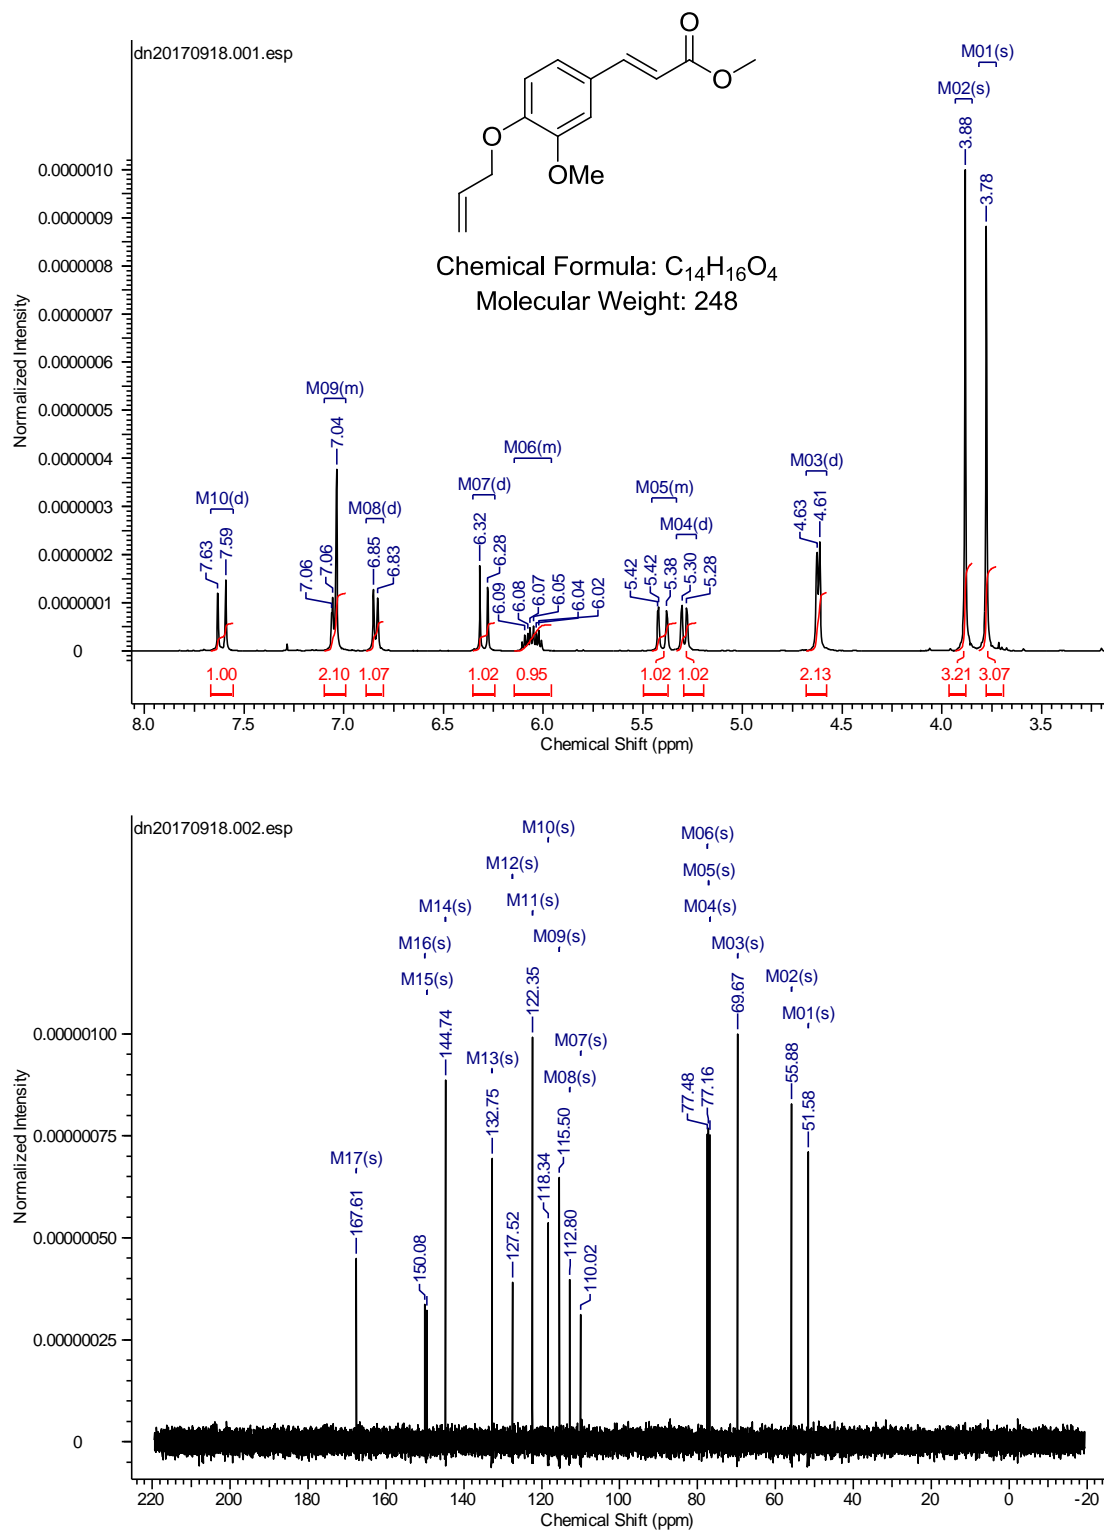 dn20170918.001.esp
O
O
O
OMe
Chemical Formula: C14H16O4
Molecular Weight: 248
M01(s)
M02(s)
3.88
3.78
M09(m)
7.04
M06(m)
M03(d)
M10(d)
M07(d)
M05(m)
M08(d)
M04(d)
7.63
7.59
7.06
7.06
6.85
6.83
6.32
6.28
6.09
6.08
6.07
6.05
6.04
6.02
5.42
5.42
5.38
5.30
5.28
4.63
4.61
0.0000010
0.0000009
0.0000008
0.0000007
0.0000006
0.0000005
0.0000004
0.0000003
0.0000002
0.0000001
0
Normalized Intensity
1.00 2.10 1.07 1.02 0.95 1.02 1.02 2.13 3.21 3.07
8.0 7.5 7.0 6.5 6.0 5.5 5.0 4.5 4.0 3.5
Chemical Shift (ppm)
dn20170918.002.esp
M10(s)
M06(s)
M12(s)
M05(s)
M14(s)
M11(s)
M04(s)
M16(s)
M09(s)
M03(s)
M15(s)
M02(s)
M01(s)
M13(s)
M07(s)
M08(s)
M17(s)
167.61
150.08
144.74
132.75
127.52
122.35
118.34
115.50
112.80
110.02
77.48
77.16
69.67
55.88
51.58
0.00000100
0.00000075
0.00000050
0.00000025
0
Normalized Intensity
220 200 180 160 140 120 100 80 60 40 20 0 -20
Chemical Shift (ppm)